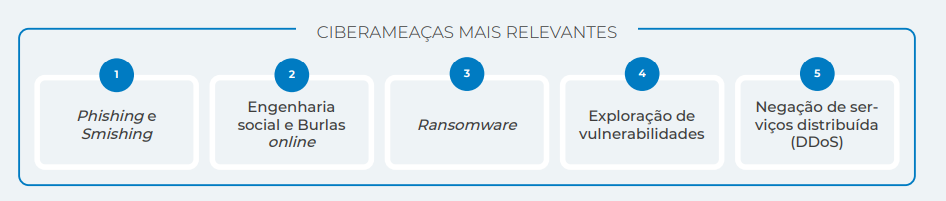 CIBERAMEAÇAS MAIS RELEVANTES
1
Phishing e
Smishing
2
Engenharia
social e Burlas
online
3
Ransomware
4
Exploração de
vulnerabilidades
5
Negação de ser-
viços distribuída
(DDoS)